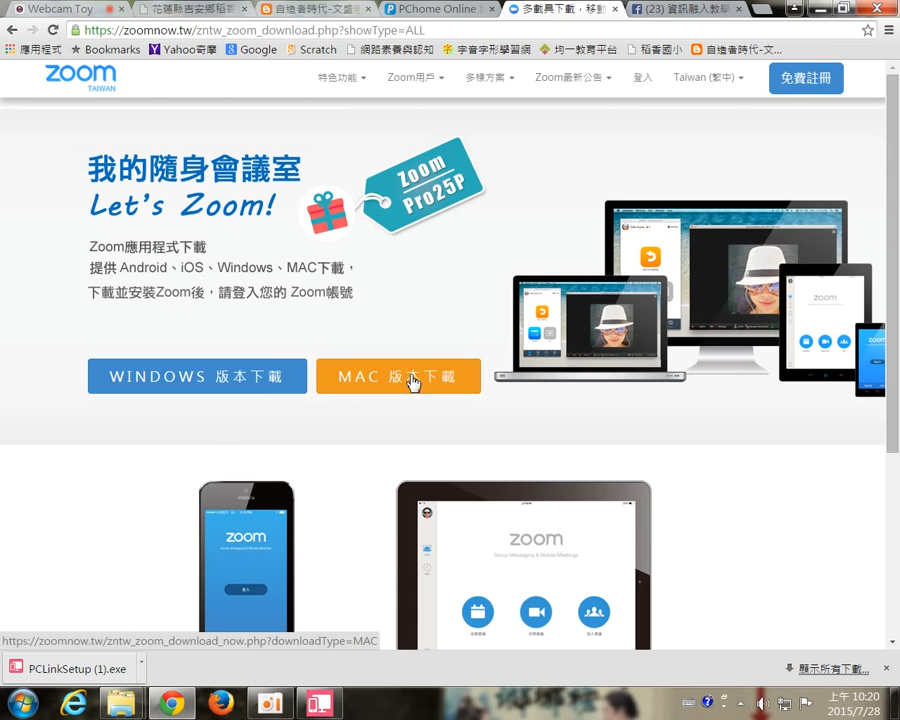 Webcam Toy
花蓮縣吉安鄉稻香
自造者時代-文盛老
PChome Online
多載具下載，移動
(23) 資訊融入教學
https://zoomnow.tw/zntw_zoom_download.php?showType=ALL
應用程式 Bookmarks Yahoo奇摩 Google Scratch 網路素養與認知 字音字形學習網 均一教育平台 稻香國小 自造者時代-文...
zoom
TAIWAN
特色功能 Zoom用戶 多種方案 Zoom最新公告 登入 Taiwan (繁中) 免費註冊
我的隨身會議室
Let's Zoom!
Zoom
Pro25P
Zoom應用程式下載
提供 Android、iOS、Windows、MAC下載，
下載並安裝Zoom後，請登入您的 Zoom帳號
WINDOWS 版本下載
MAC 版本下載
zoom
zoom
登入
zoom
Group Messaging & Mobile Meetings
https://zoomnow.tw/zntw_zoom_download_now.php?downloadType=MAC
PCLinkSetup (1).exe
顯示所有下載...
上午 10:20
2015/7/28